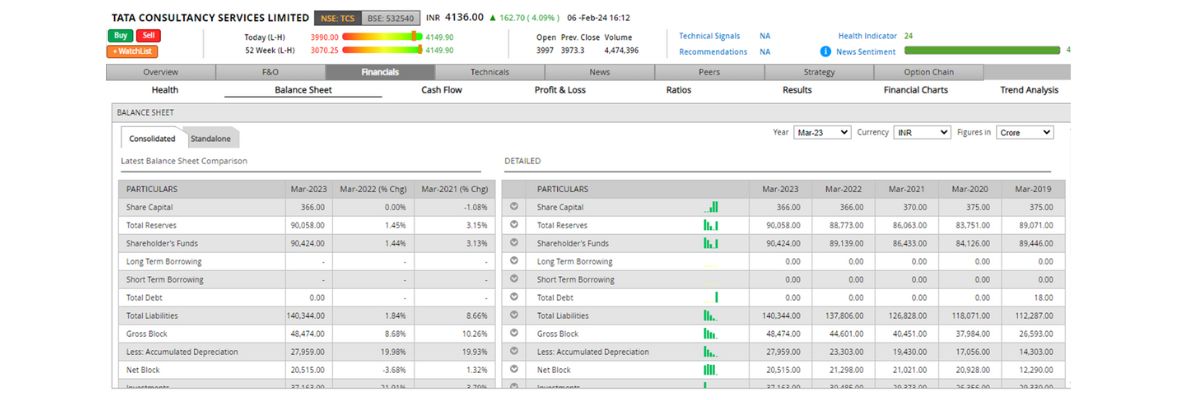 TATA CONSULTANCY SERVICES LIMITED NSE: TCS BSE: 532540 INR 4136.00 ▲ 162.70 ( 4.09% ) 06 -Feb-24 16:12
Buy Sell
+ WatchList
Today (L-H) 3990.00 4149.90
52 Week (L-H) 3070.25 4149.90
Open Prev. Close Volume
3997 3973.3 4,474,396
Technical Signals NA
Recommendations NA
Health Indicator 24
News Sentiment 4
Overview F&O Financials Technicals News Peers Strategy Option Chain
Health Balance Sheet Cash Flow Profit & Loss Ratios Results Financial Charts Trend Analysis
BALANCE SHEET
Consolidated Standalone
Year Mar-23 Currency INR Figures in Crore
Latest Balance Sheet Comparison
PARTICULARS Mar-2023 Mar-2022 (% Chg) Mar-2021 (% Chg)
Share Capital 366.00 0.00% -1.08%
Total Reserves 90,058.00 1.45% 3.15%
Shareholder's Funds 90,424.00 1.44% 3.13%
Long Term Borrowing - - -
Short Term Borrowing - - -
Total Debt 0.00 - -
Total Liabilities 140,344.00 1.84% 8.66%
Gross Block 48,474.00 8.68% 10.26%
Less: Accumulated Depreciation 27,959.00 19.98% 19.93%
Net Block 20,515.00 -3.68% 1.32%
Investments 37,163.00 21.91% 3.79%
DETAILED
PARTICULARS Mar-2023 Mar-2022 Mar-2021 Mar-2020 Mar-2019
Share Capital 366.00 366.00 370.00 375.00 375.00
Total Reserves 90,058.00 88,773.00 86,063.00 83,751.00 89,071.00
Shareholder's Funds 90,424.00 89,139.00 86,433.00 84,126.00 89,446.00
Long Term Borrowing 0.00 0.00 0.00 0.00 0.00
Short Term Borrowing 0.00 0.00 0.00 0.00 0.00
Total Debt 0.00 0.00 0.00 0.00 18.00
Total Liabilities 140,344.00 137,806.00 126,828.00 118,071.00 112,287.00
Gross Block 48,474.00 44,601.00 40,451.00 37,984.00 26,593.00
Less: Accumulated Depreciation 27,959.00 23,303.00 19,430.00 17,056.00 14,303.00
Net Block 20,515.00 21,298.00 21,021.00 20,928.00 12,290.00
Investments 37,163.00